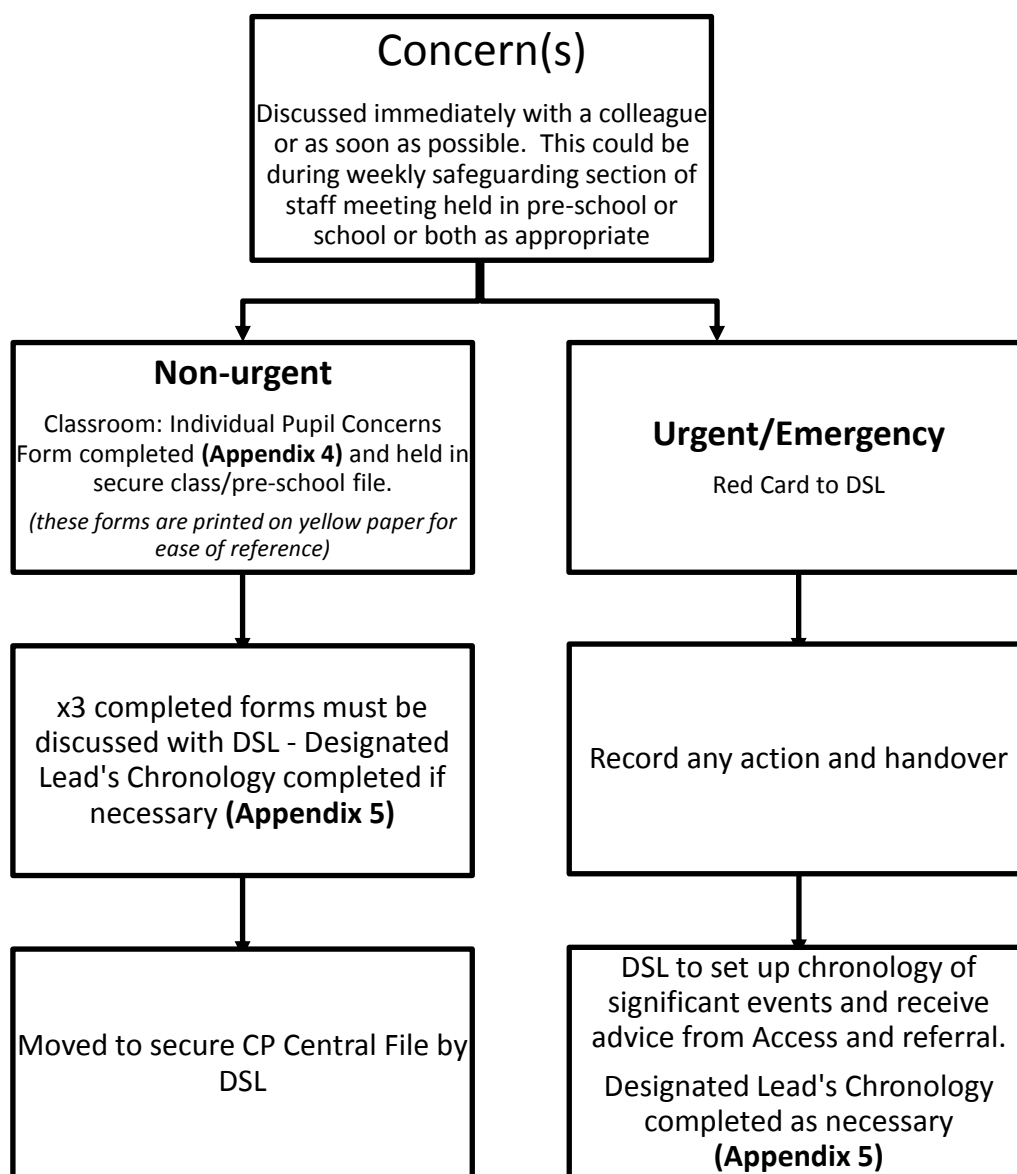 Concern(s)
Discussed immediately with a colleague
or as soon as possible.  This could be
during weekly safeguarding section of
staff meeting held in pre-school or
school or both as appropriate
Non-urgent
Classroom: Individual Pupil Concerns
Form completed (Appendix 4) and held in
secure class/pre-school file.
(these forms are printed on yellow paper for
ease of reference)
Urgent/Emergency
Red Card to DSL
x3 completed forms must be
discussed with DSL - Designated
Lead's Chronology completed if
necessary (Appendix 5)
Record any action and handover
Moved to secure CP Central File by
DSL
DSL to set up chronology of
significant events and receive
advice from Access and referral.
Designated Lead's Chronology
completed as necessary
(Appendix 5)